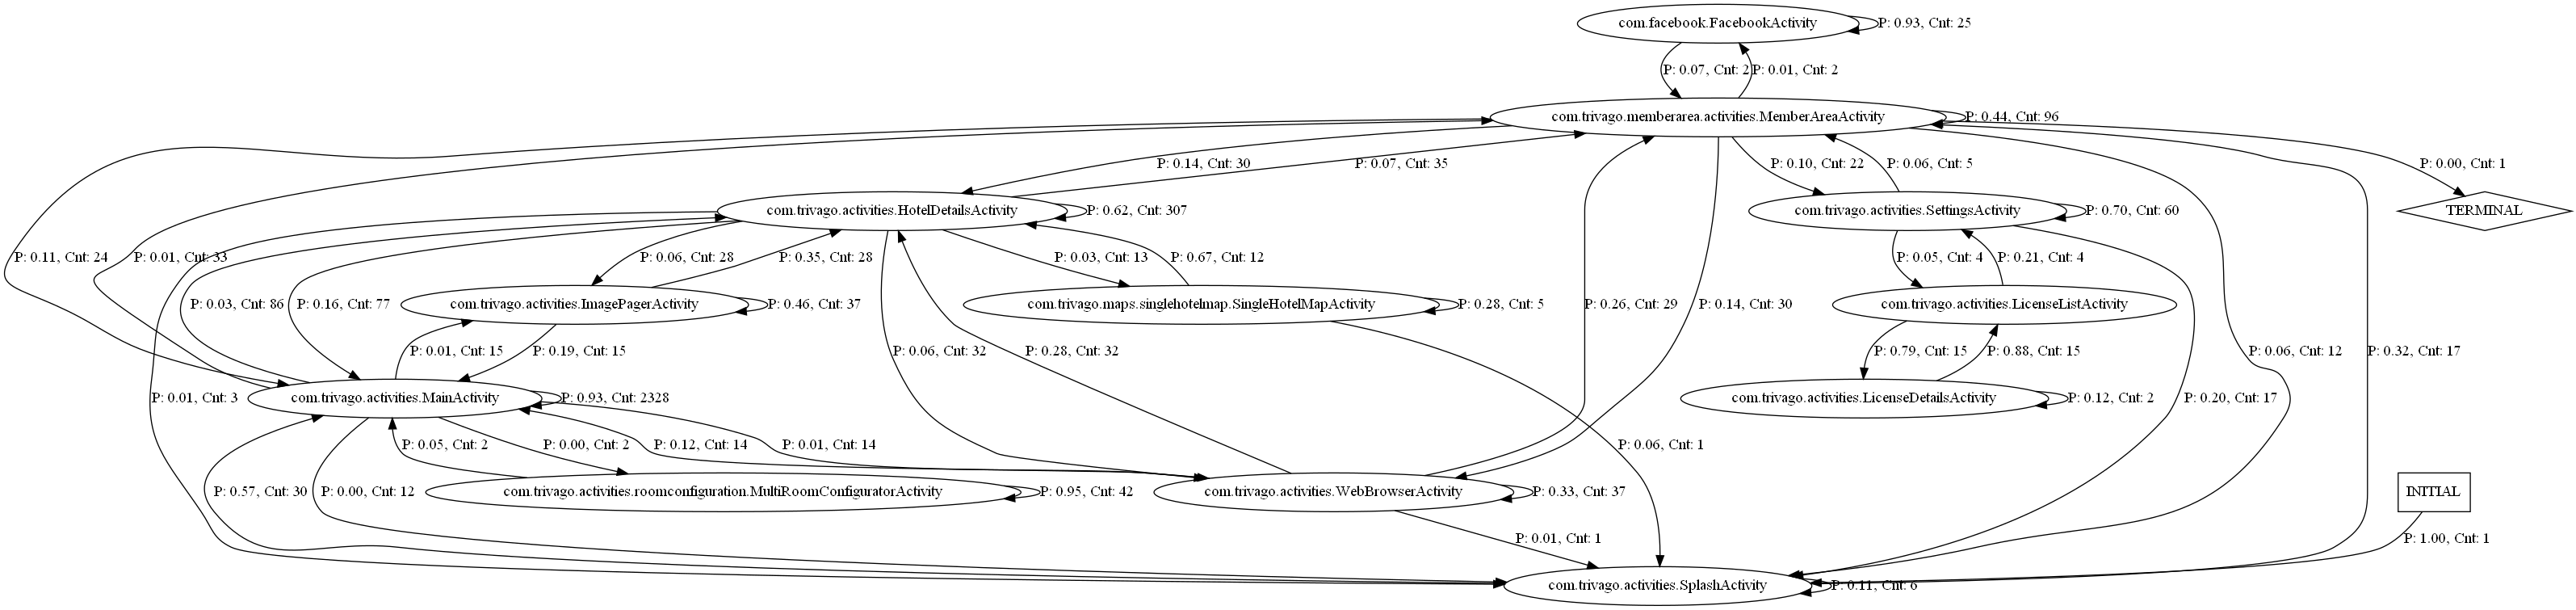 com.facebook.FacebookActivity
P: 0.93, Cnt: 25
P: 0.07, Cnt: 2
P: 0.01, Cnt: 2
com.trivago.memberarea.activities.MemberAreaActivity
P: 0.44, Cnt: 96
P: 0.14, Cnt: 30
P: 0.07, Cnt: 35
P: 0.10, Cnt: 22
P: 0.06, Cnt: 5
P: 0.00, Cnt: 1
com.trivago.activities.HotelDetailsActivity
P: 0.62, Cnt: 307
com.trivago.activities.SettingsActivity
P: 0.70, Cnt: 60
TERMINAL
P: 0.11, Cnt: 24
P: 0.01, Cnt: 33
P: 0.06, Cnt: 28
P: 0.35, Cnt: 28
P: 0.03, Cnt: 13
P: 0.67, Cnt: 12
P: 0.05, Cnt: 4
P: 0.21, Cnt: 4
P: 0.03, Cnt: 86
P: 0.16, Cnt: 77
com.trivago.activities.ImagePagerActivity
P: 0.46, Cnt: 37
com.trivago.maps.singlehotelmap.SingleHotelMapActivity
P: 0.28, Cnt: 5
P: 0.26, Cnt: 29
P: 0.14, Cnt: 30
com.trivago.activities.LicenseListActivity
P: 0.01, Cnt: 15
P: 0.19, Cnt: 15
P: 0.06, Cnt: 32
P: 0.28, Cnt: 32
P: 0.79, Cnt: 15
P: 0.88, Cnt: 15
P: 0.06, Cnt: 12
P: 0.32, Cnt: 17
P: 0.01, Cnt: 3
com.trivago.activities.MainActivity
P: 0.93, Cnt: 2328
com.trivago.activities.LicenseDetailsActivity
P: 0.12, Cnt: 2
P: 0.20, Cnt: 17
P: 0.05, Cnt: 2
P: 0.00, Cnt: 2
P: 0.12, Cnt: 14
P: 0.01, Cnt: 14
P: 0.06, Cnt: 1
P: 0.57, Cnt: 30
P: 0.00, Cnt: 12
com.trivago.activities.roomconfiguration.MultiRoomConfiguratorActivity
P: 0.95, Cnt: 42
com.trivago.activities.WebBrowserActivity
P: 0.33, Cnt: 37
INITIAL
P: 0.01, Cnt: 1
P: 1.00, Cnt: 1
com.trivago.activities.SplashActivity
P: 0.11, Cnt: 6